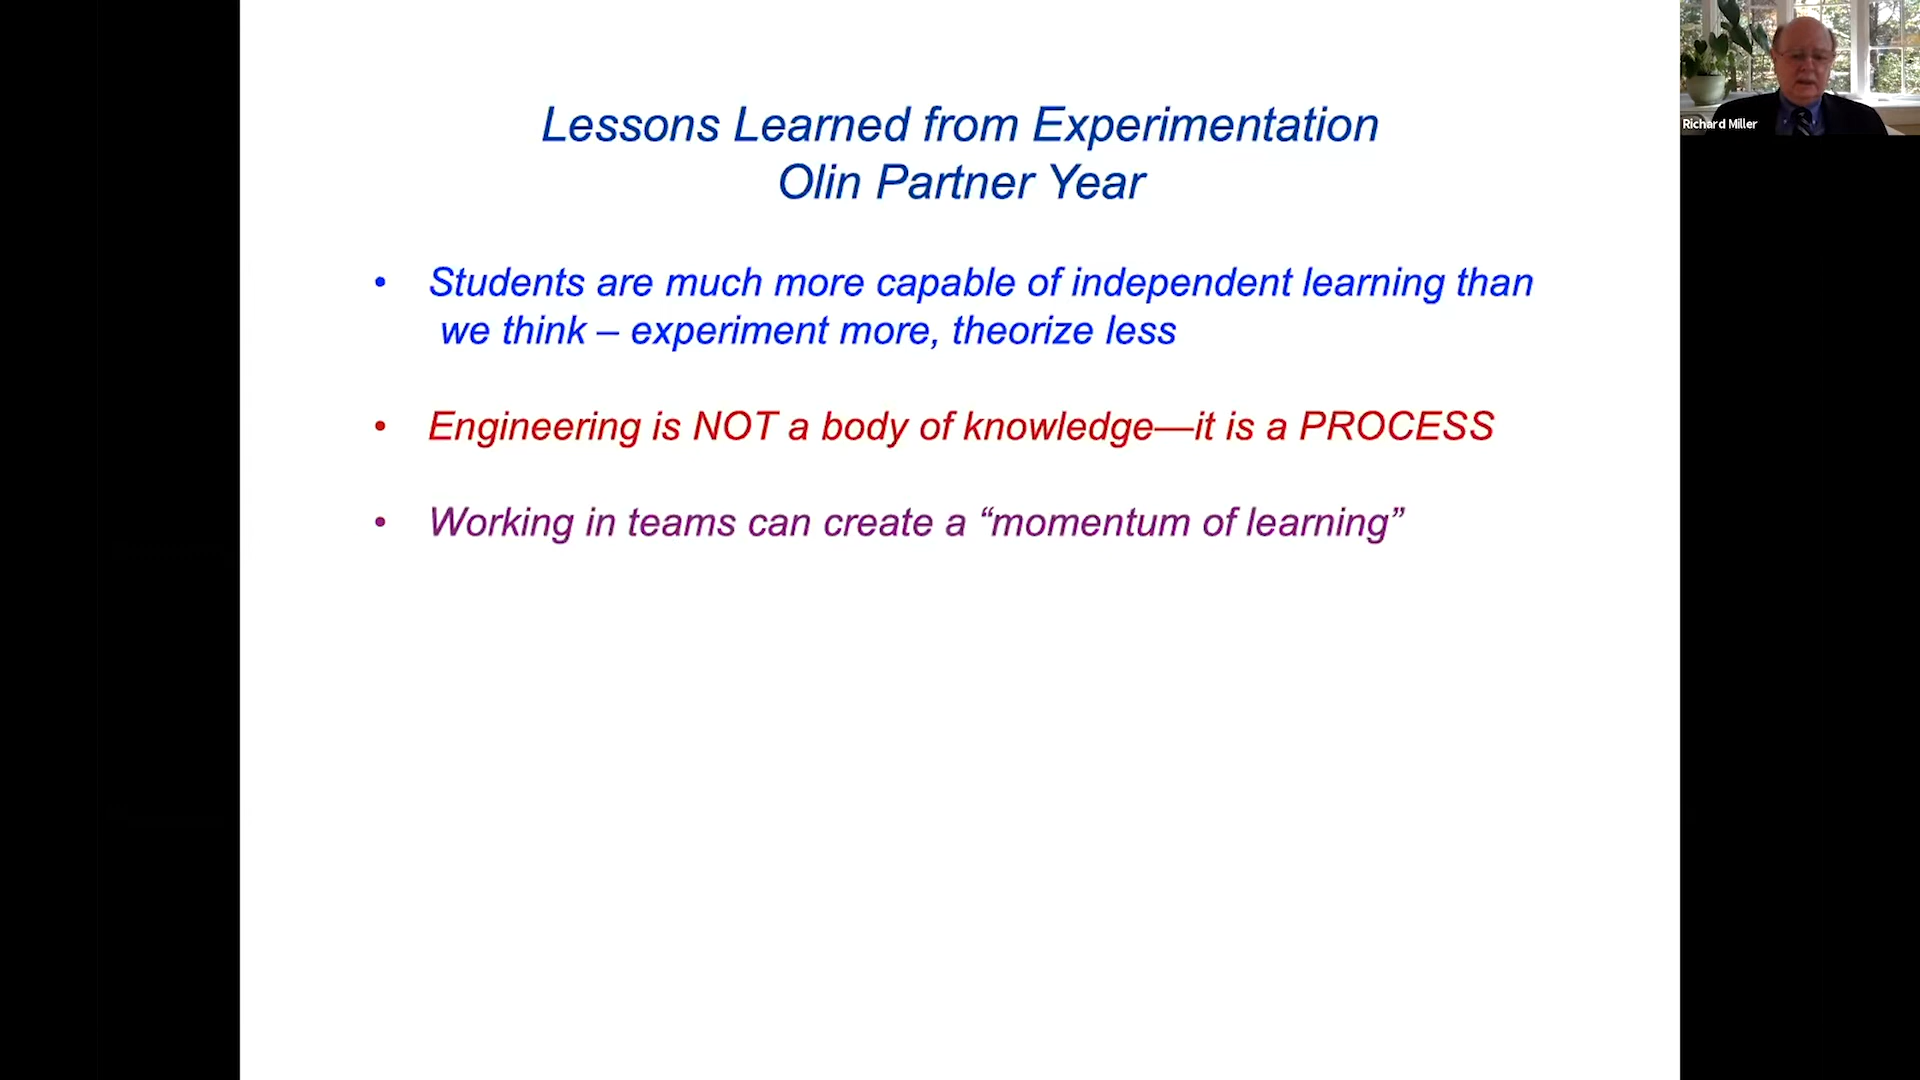 Lessons Learned from Experimentation
Olin Partner Year
• Students are much more capable of independent learning than
we think – experiment more, theorize less
• Engineering is NOT a body of knowledge—it is a PROCESS
• Working in teams can create a “momentum of learning”
Richard Miller